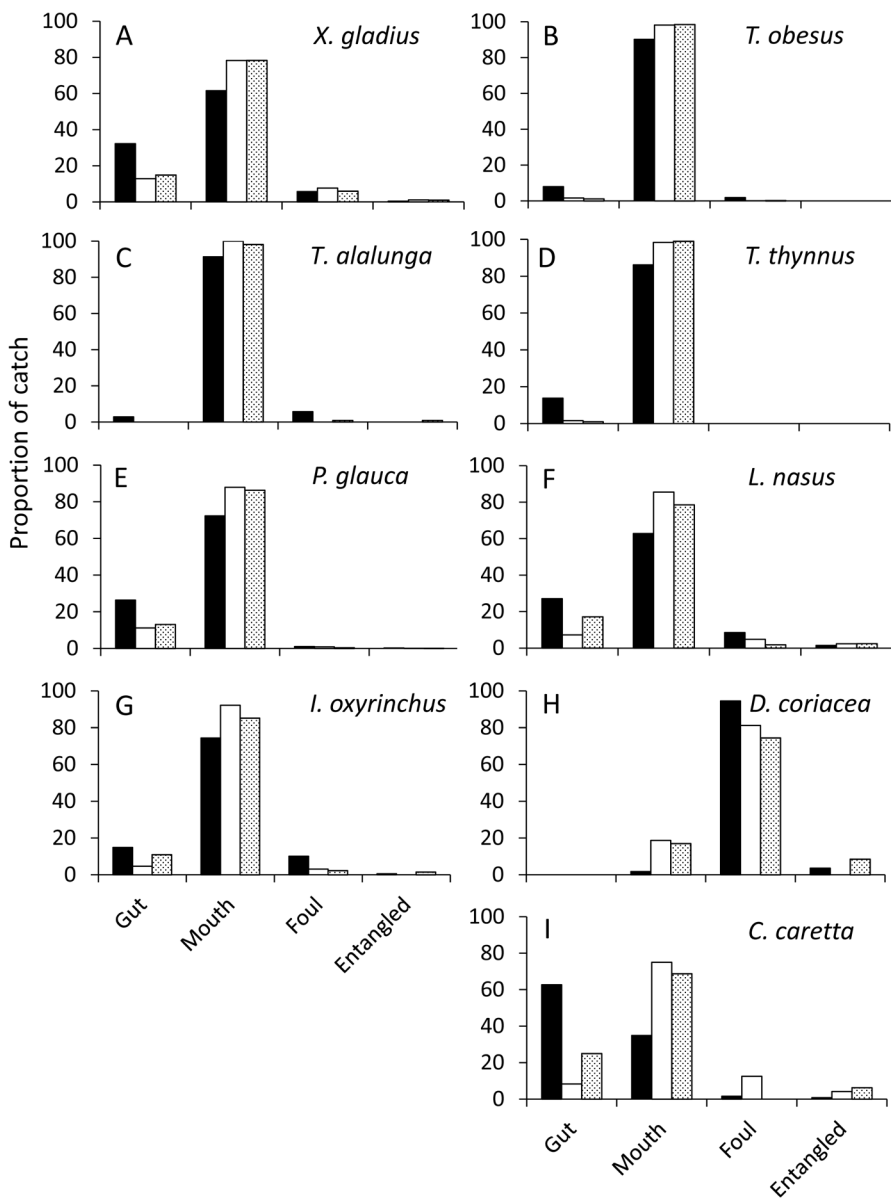 A
X. gladius
100
80
60
40
20
0
B
T. obesus
100
80
60
40
20
0
C
T. alalunga
100
80
60
40
20
0
D
T. thynnus
100
80
60
40
20
0
Proportion of catch
E
P. glauca
100
80
60
40
20
0
F
L. nasus
100
80
60
40
20
0
G
I. oxyrinchus
100
80
60
40
20
0
Gut
Mouth
Foul
Entangled
H
D. coriacea
100
80
60
40
20
0
I
C. caretta
100
80
60
40
20
0
Gut
Mouth
Foul
Entangled